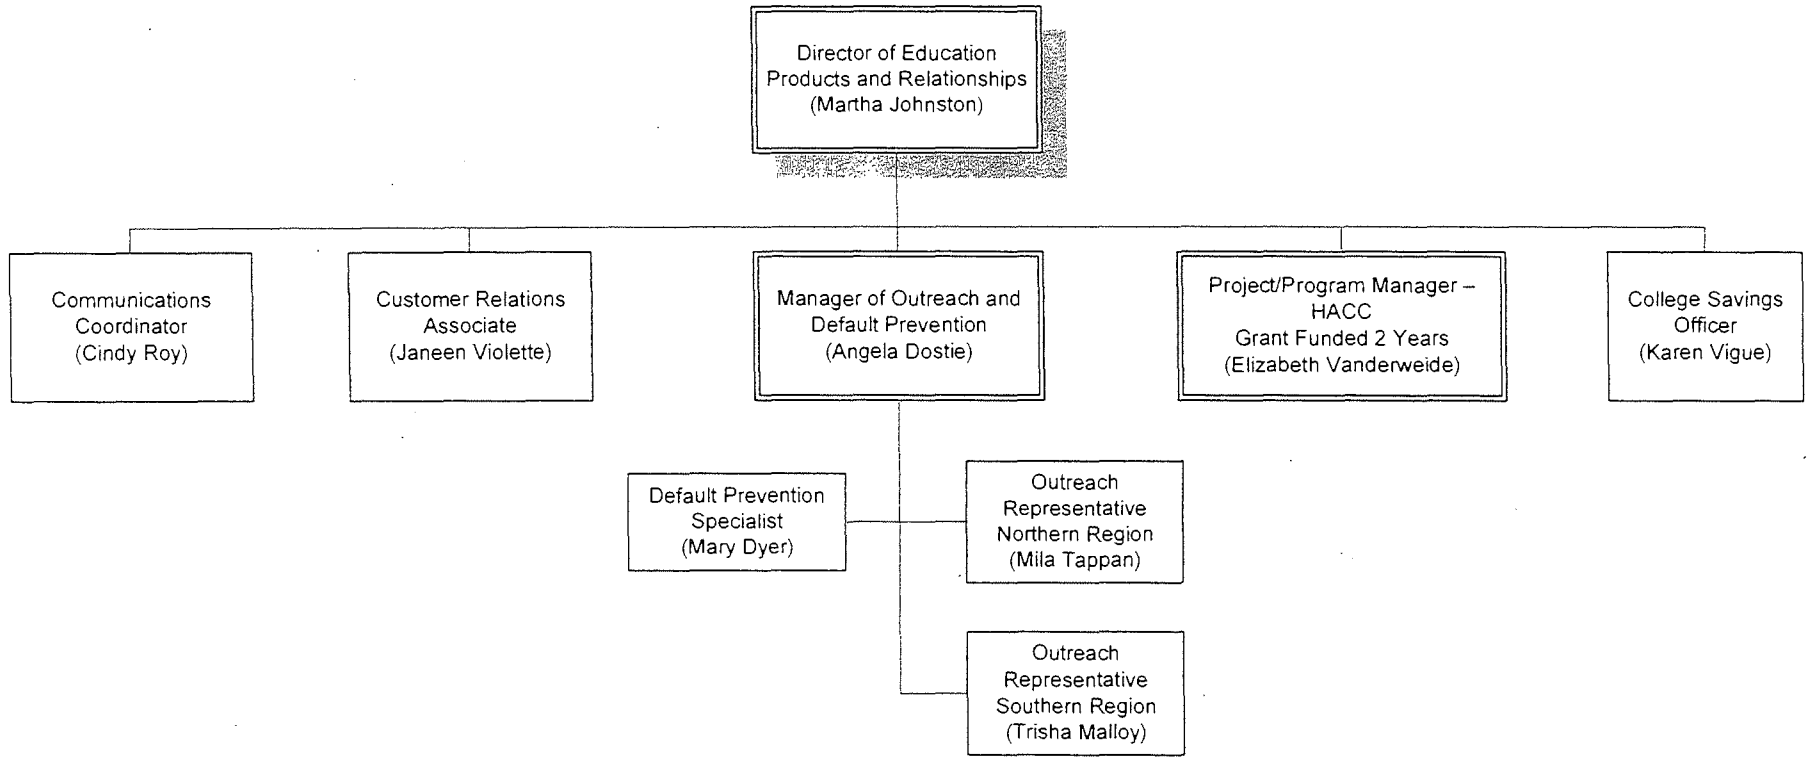 Director of Education
Products and Relationships
(Martha Johnston)
Communications
Coordinator
(Cindy Roy)
Customer Relations
Associate
(Janeen Violette)
Manager of Outreach and
Default Prevention
(Angela Dostie)
Project/Program Manager –
HACC
Grant Funded 2 Years
(Elizabeth Vanderweide)
College Savings
Officer
(Karen Vigue)
Default Prevention
Specialist
(Mary Dyer)
Outreach
Representative
Northern Region
(Mila Tappan)
Outreach
Representative
Southern Region
(Trisha Malloy)